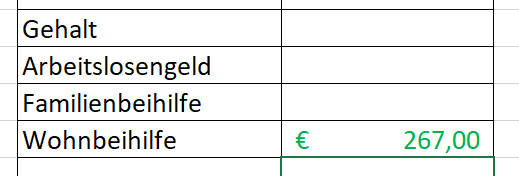 Gehalt
Arbeitslosengeld
Familienbeihilfe
Wohnbeihilfe € 267,00